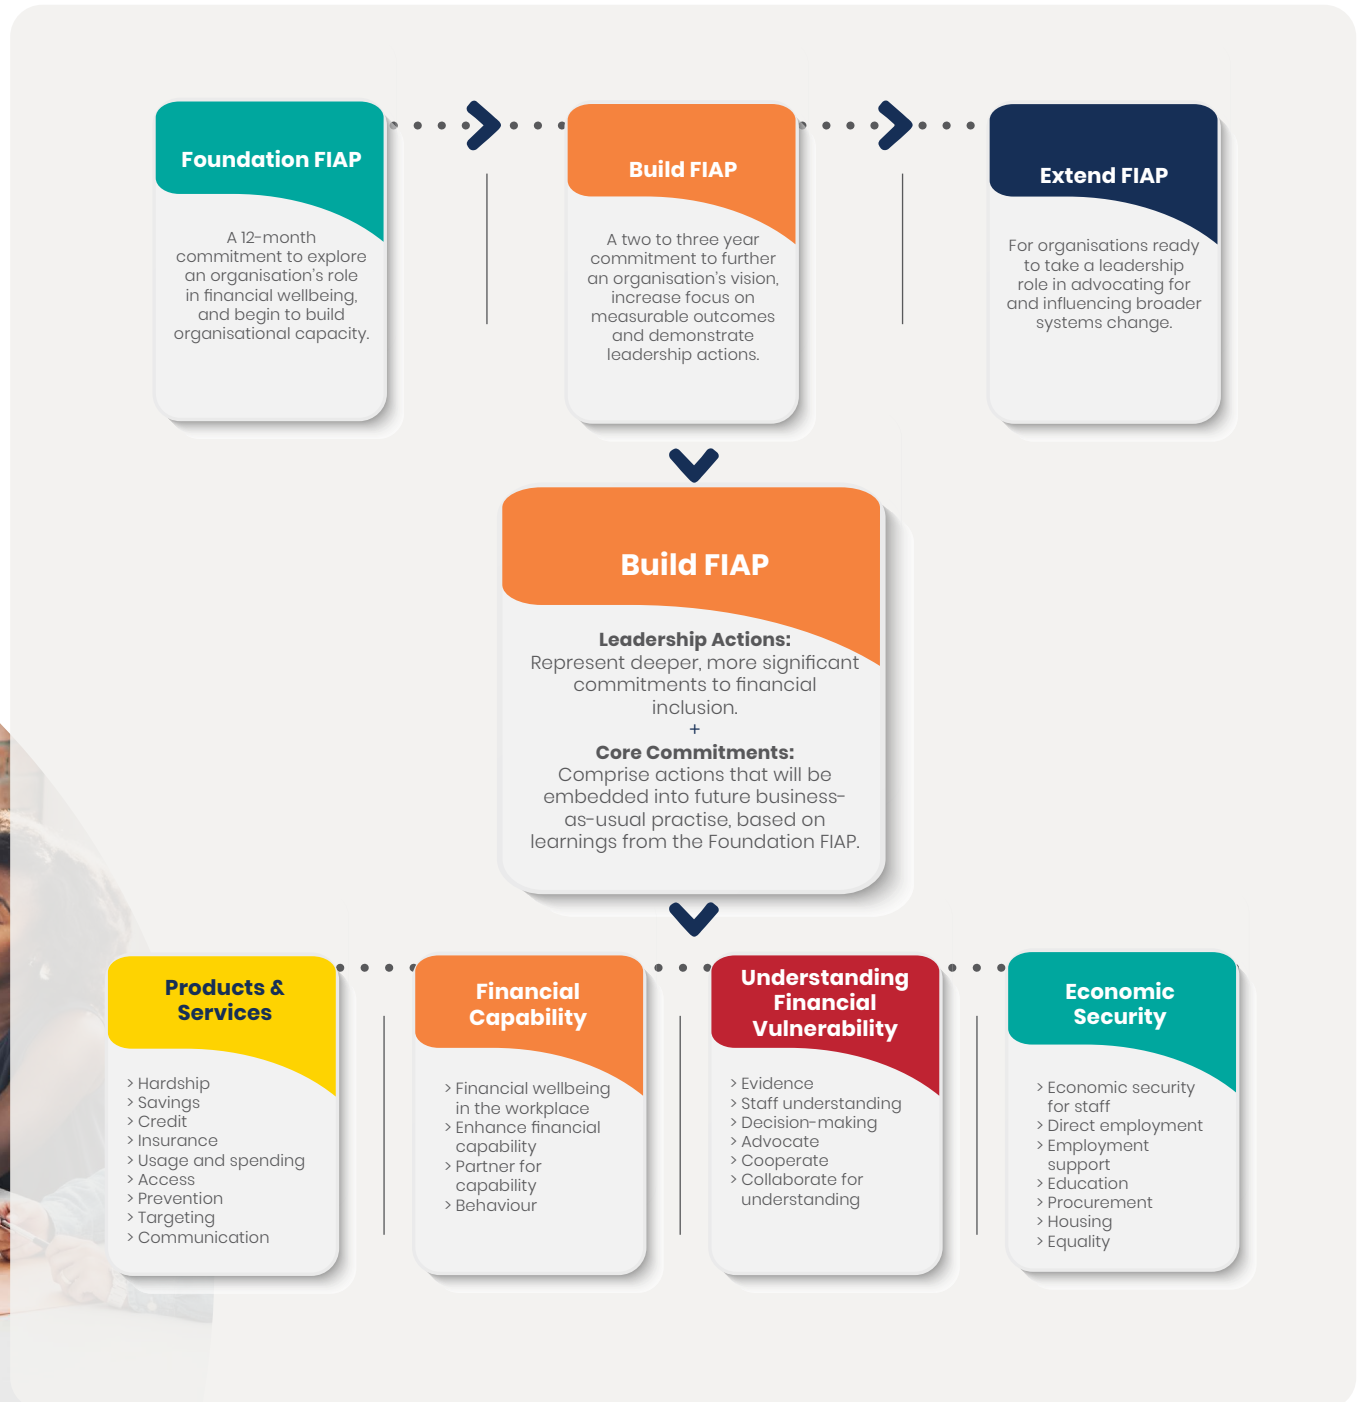 Foundation FIAP
A 12-month
commitment to explore
an organisation's role
in financial wellbeing,
and begin to build
organisational capacity.
Build FIAP
A two to three year
commitment to further
an organisation's vision,
increase focus on
measurable outcomes
and demonstrate
leadership actions.
Extend FIAP
For organisations ready
to take a leadership
role in advocating for
and influencing broader
systems change.
Build FIAP
Leadership Actions:
Represent deeper, more significant
commitments to financial
inclusion.
+
Core Commitments:
Comprise actions that will be
embedded into future business-
as-usual practise, based on
learnings from the Foundation FIAP.
Products &
Services
> Hardship
> Savings
> Credit
> Insurance
> Usage and spending
> Access
> Prevention
> Targeting
> Communication
Financial
Capability
> Financial wellbeing
in the workplace
> Enhance financial
capability
> Partner for
capability
> Behaviour
Understanding
Financial
Vulnerability
> Evidence
> Staff understanding
> Decision-making
> Advocate
> Cooperate
> Collaborate for
understanding
Economic
Security
> Economic security
for staff
> Direct employment
> Employment
support
> Education
> Procurement
> Housing
> Equality